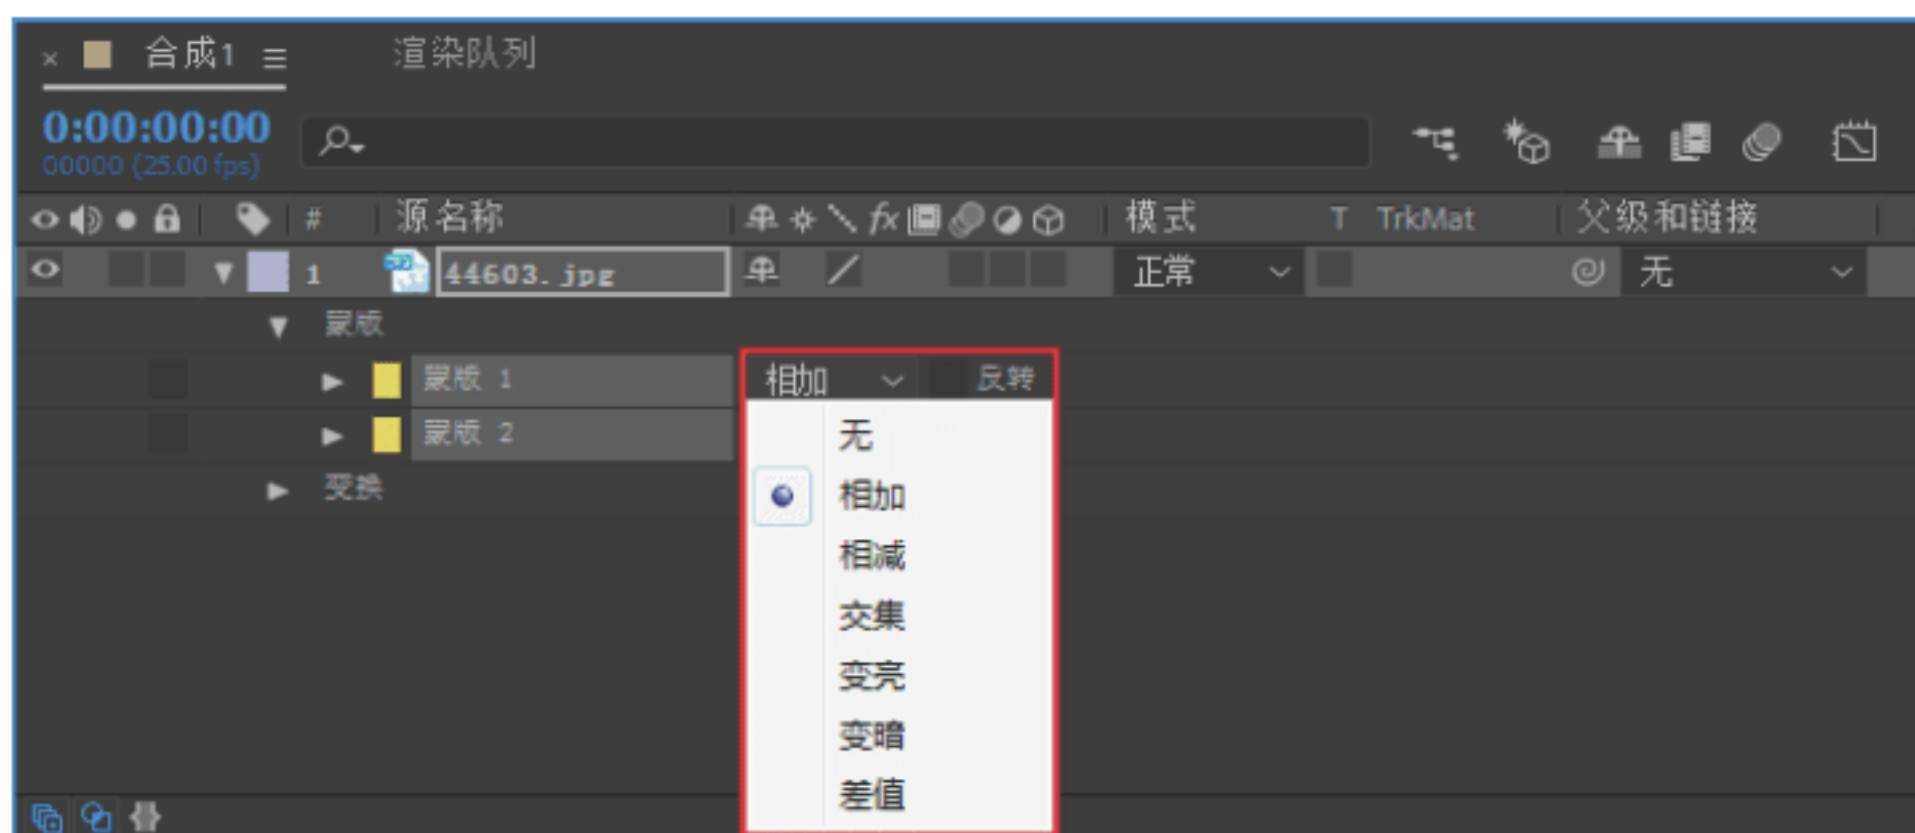 合成1
渲染队列
0:00:00:00
00000 (25.00 fps)
# 源名称 fx 模式 T TrkMat 父级和链接
1 44603.jpg 正常 无
蒙版
蒙版 1 相加 反转
蒙版 2
无
变换
相加
相减
交集
变亮
变暗
差值